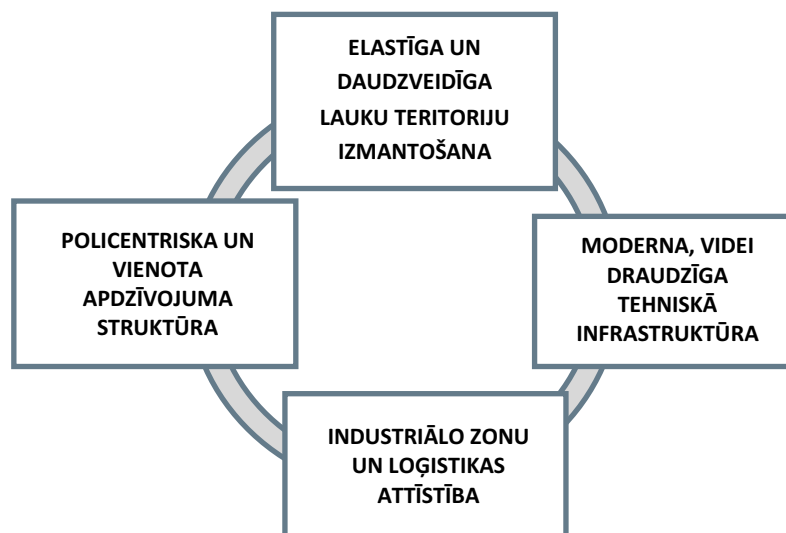 ELASTĪGA UN
DAUDZVEIDĪGA
LAUKU TERITORIJU
IZMANTOŠANA
POLICENTRISKA UN
VIENOTA
APDZĪVOJUMA
STRUKTŪRA
MODERNA, VIDEI
DRAUDZĪGA
TEHNISKĀ
INFRASTRUKTŪRA
INDUSTRIĀLO ZONU
UN LOĢISTIKAS
ATTĪSTĪBA